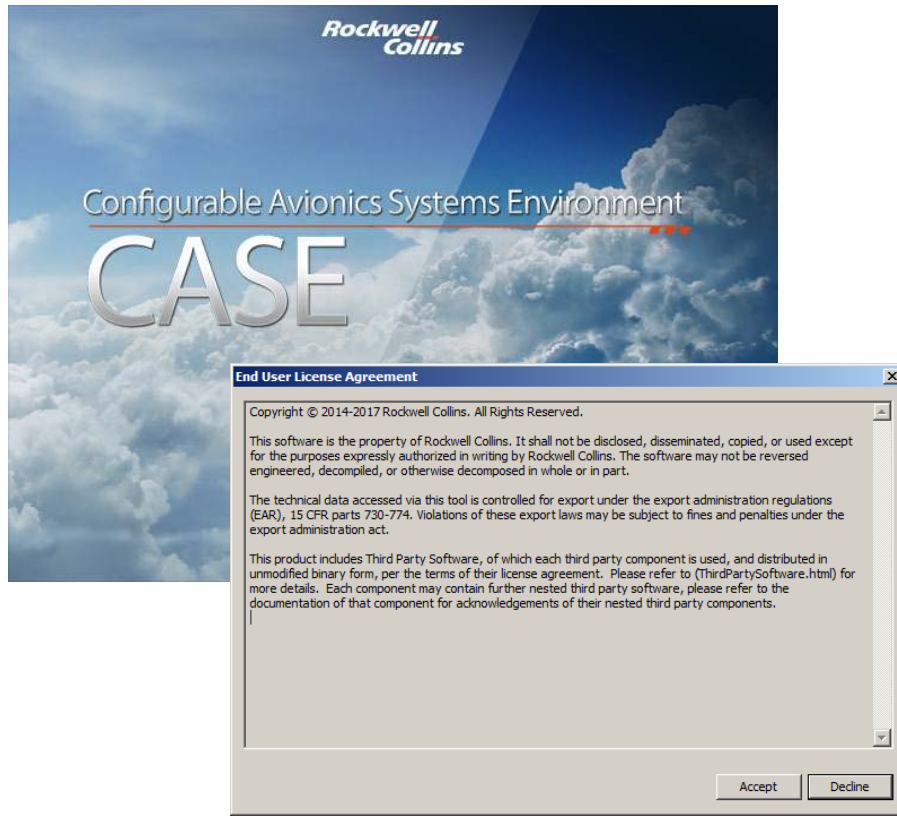 Rockwell
Collins
Configurable Avionics Systems Environment
CASE
End User License Agreement
Copyright © 2014-2017 Rockwell Collins. All Rights Reserved.
This software is the property of Rockwell Collins. It shall not be disclosed, disseminated, copied, or used except
for the purposes expressly authorized in writing by Rockwell Collins. The software may not be reversed
engineered, decompiled, or otherwise decomposed in whole or in part.
The technical data accessed via this tool is controlled for export under the export administration regulations
(EAR), 15 CFR parts 730-774. Violations of these export laws may be subject to fines and penalties under the
export administration act.
This product includes Third Party Software, of which each third party component is used, and distributed in
unmodified binary form, per the terms of their license agreement.  Please refer to (ThirdPartySoftware.html) for
more details.  Each component may contain further nested third party software, please refer to the
documentation of that component for acknowledgements of their nested third party components.
Accept Decline